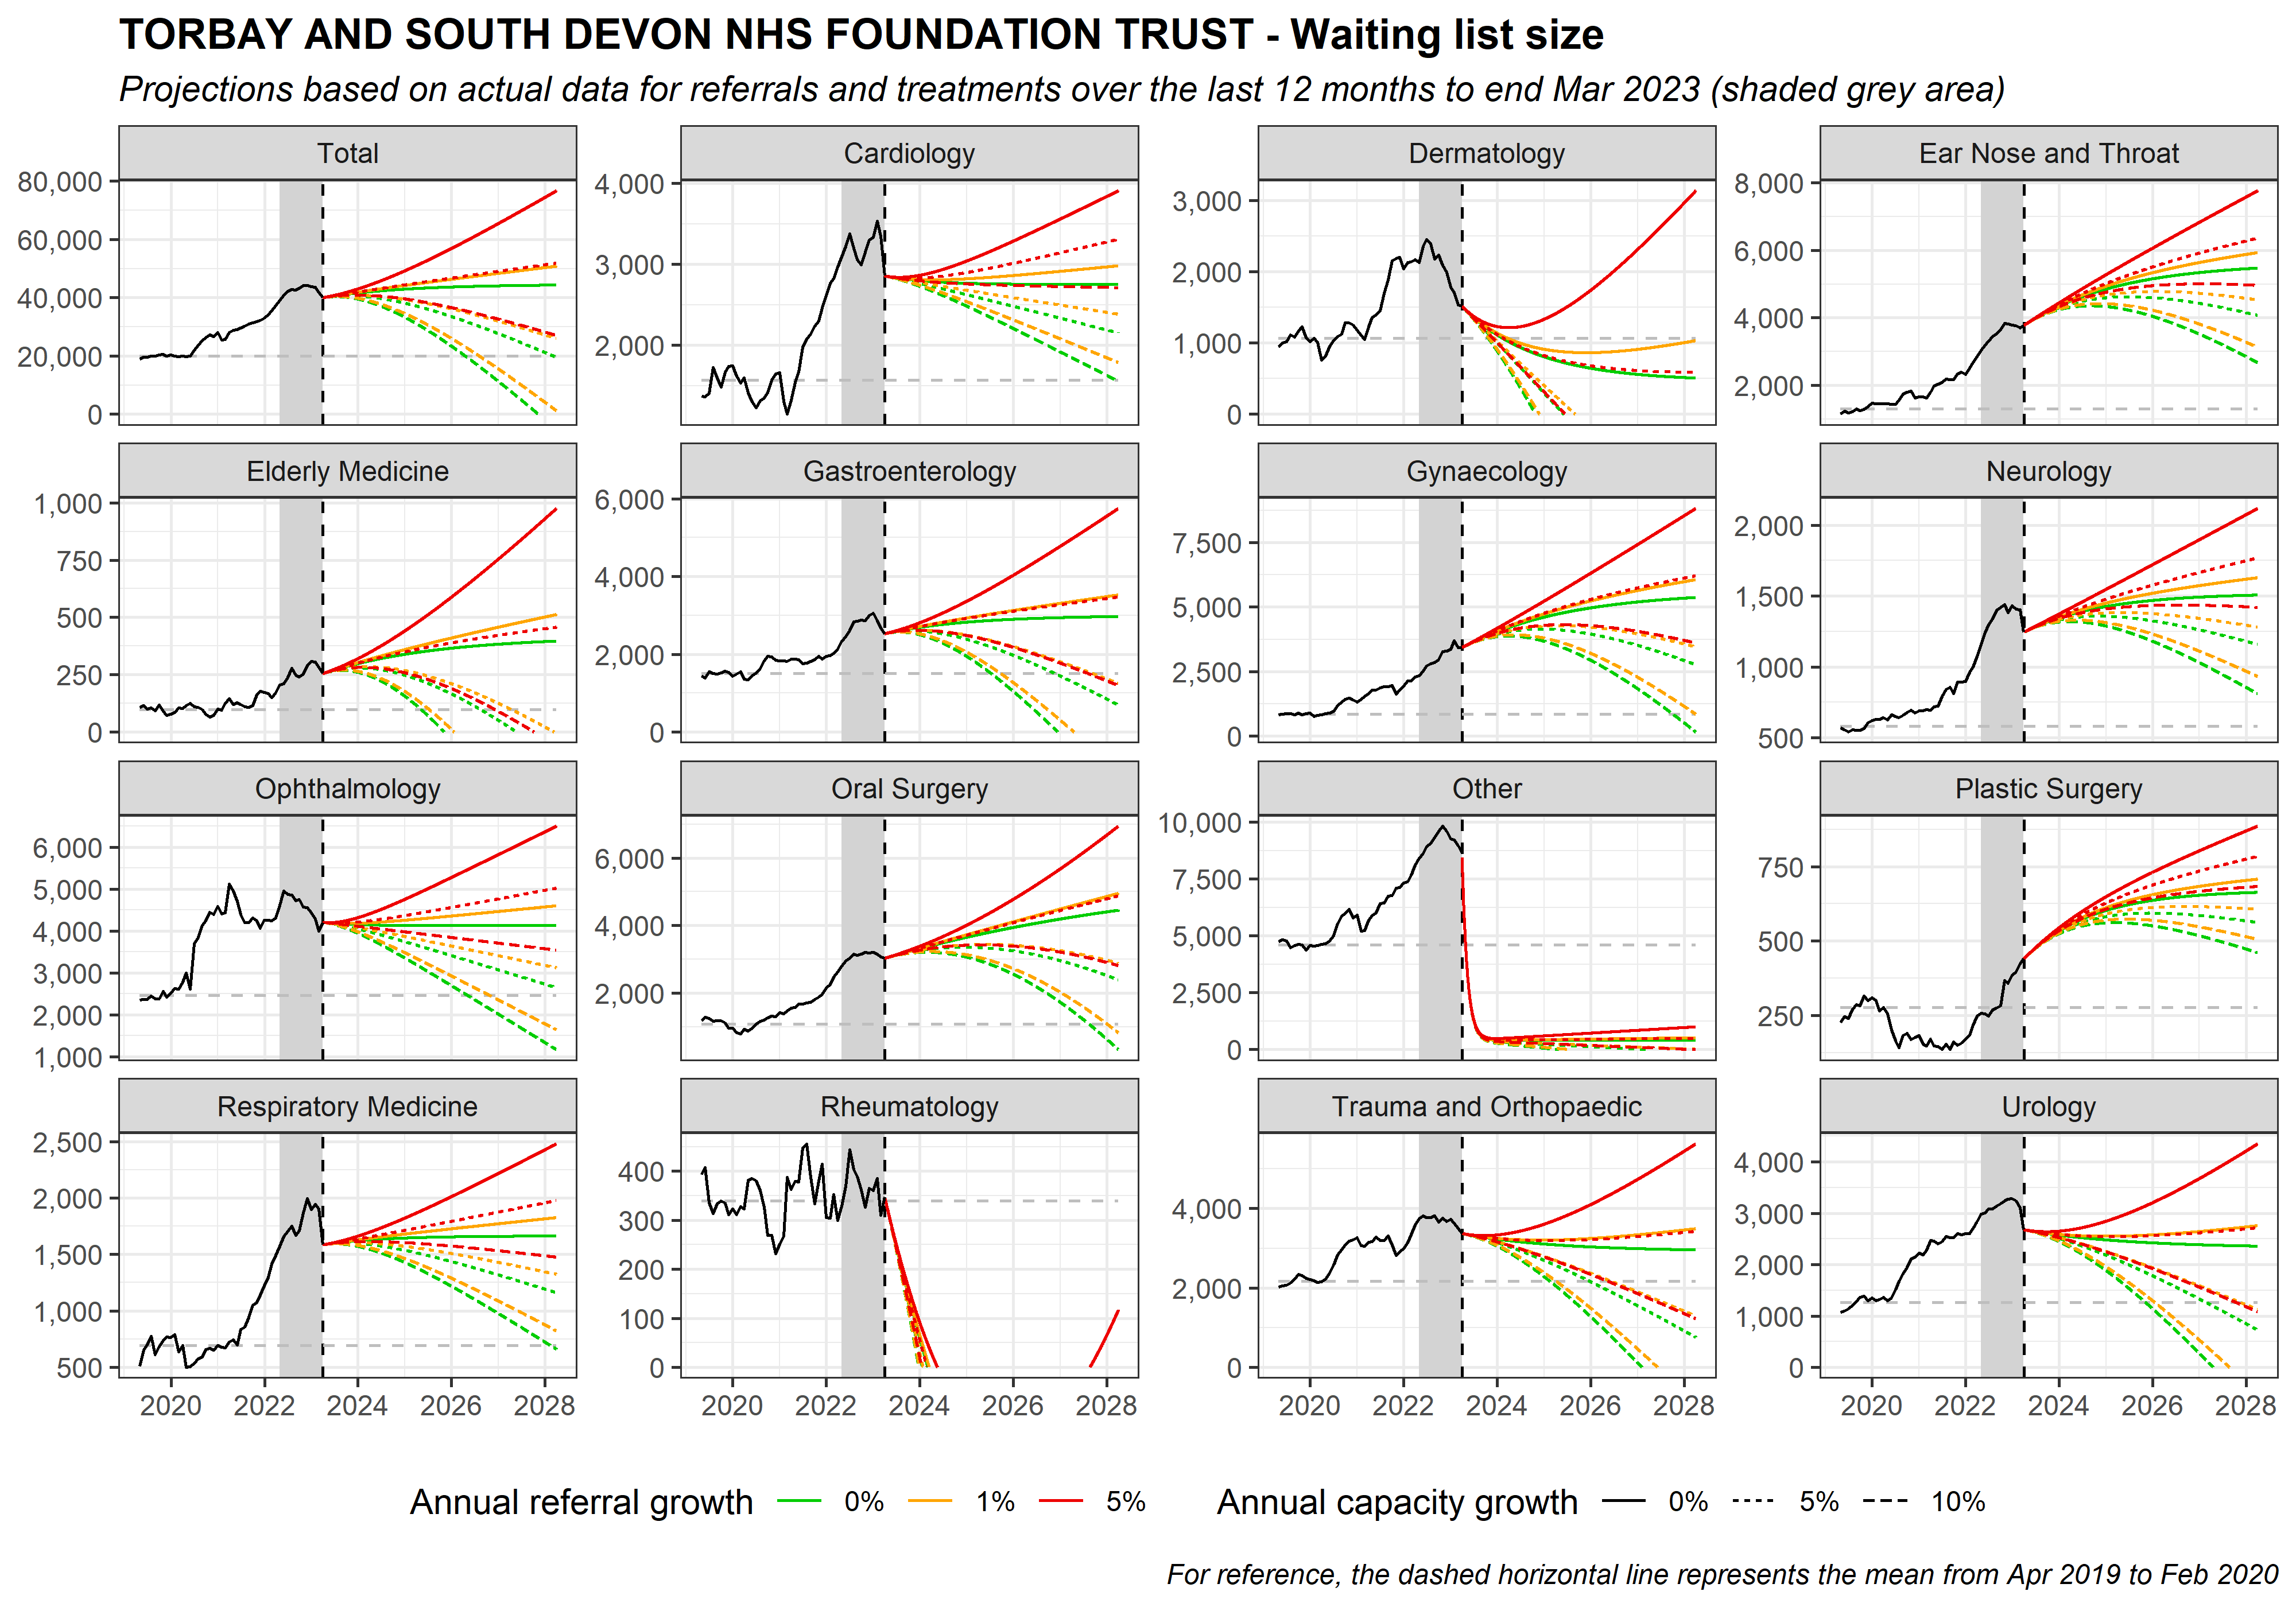 TORBAY AND SOUTH DEVON NHS FOUNDATION TRUST - Waiting list size
Projections based on actual data for referrals and treatments over the last 12 months to end Mar 2023 (shaded grey area)
Total
80,000
60,000
40,000
20,000
0
Cardiology
4,000
3,000
2,000
Dermatology
3,000
2,000
1,000
0
Ear Nose and Throat
8,000
6,000
4,000
2,000
Elderly Medicine
1,000
750
500
250
0
Gastroenterology
6,000
4,000
2,000
0
Gynaecology
7,500
5,000
2,500
0
Neurology
2,000
1,500
1,000
500
Ophthalmology
6,000
5,000
4,000
3,000
2,000
1,000
Oral Surgery
6,000
4,000
2,000
Other
10,000
7,500
5,000
2,500
0
Plastic Surgery
750
500
250
Respiratory Medicine
2,500
2,000
1,500
1,000
500
2020 2022 2024 2026 2028
Rheumatology
400
300
200
100
0
2020 2022 2024 2026 2028
Trauma and Orthopaedic
4,000
2,000
0
2020 2022 2024 2026 2028
Urology
4,000
3,000
2,000
1,000
0
2020 2022 2024 2026 2028
Annual referral growth 0% 1% 5% Annual capacity growth 0% 5% 10%
For reference, the dashed horizontal line represents the mean from Apr 2019 to Feb 2020